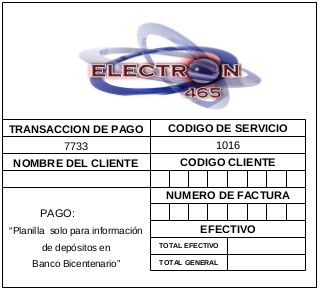 ELECTRON
465
TRANSACCION DE PAGO
CODIGO DE SERVICIO
7733
1016
NOMBRE DEL CLIENTE
CODIGO CLIENTE
NUMERO DE FACTURA
PAGO:
“Planilla solo para información
de depósitos en
Banco Bicentenario”
EFECTIVO
TOTAL EFECTIVO
TOTAL GENERAL